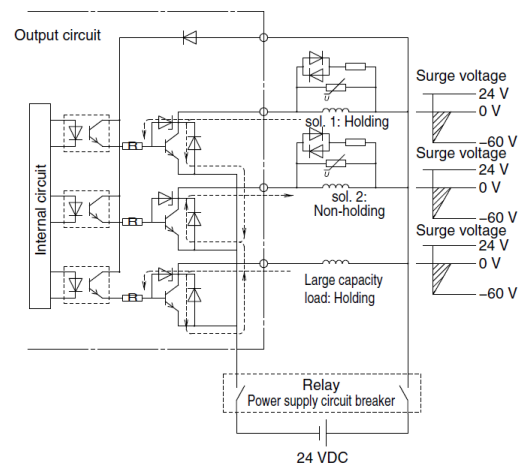 Output circuit
Internal circuit
R
R
R
sol. 1: Holding
U
sol. 2:
Non-holding
U
Large capacity
load: Holding
Surge voltage
24 V
0 V
–60 V
Surge voltage
24 V
0 V
–60 V
Surge voltage
24 V
0 V
–60 V
Relay
Power supply circuit breaker
24 VDC